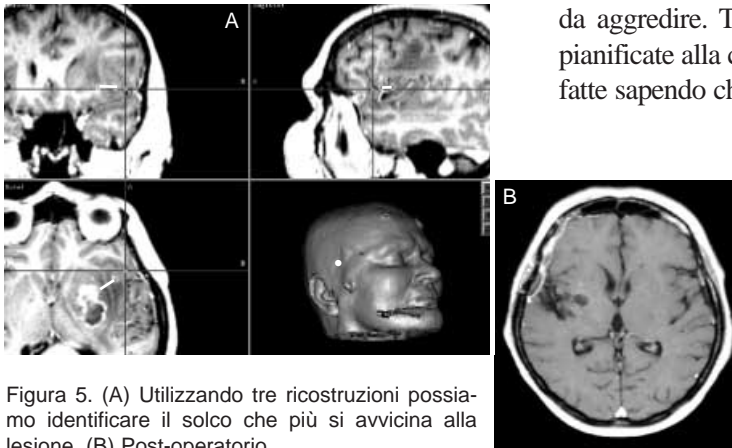 A
da aggredire. T
pianificate alla c
fatte sapendo ch
B
Figura 5. (A) Utilizzando tre ricostruzioni possia-
mo identificare il solco che più si avvicina alla
lesione. (B) Post-operatorio